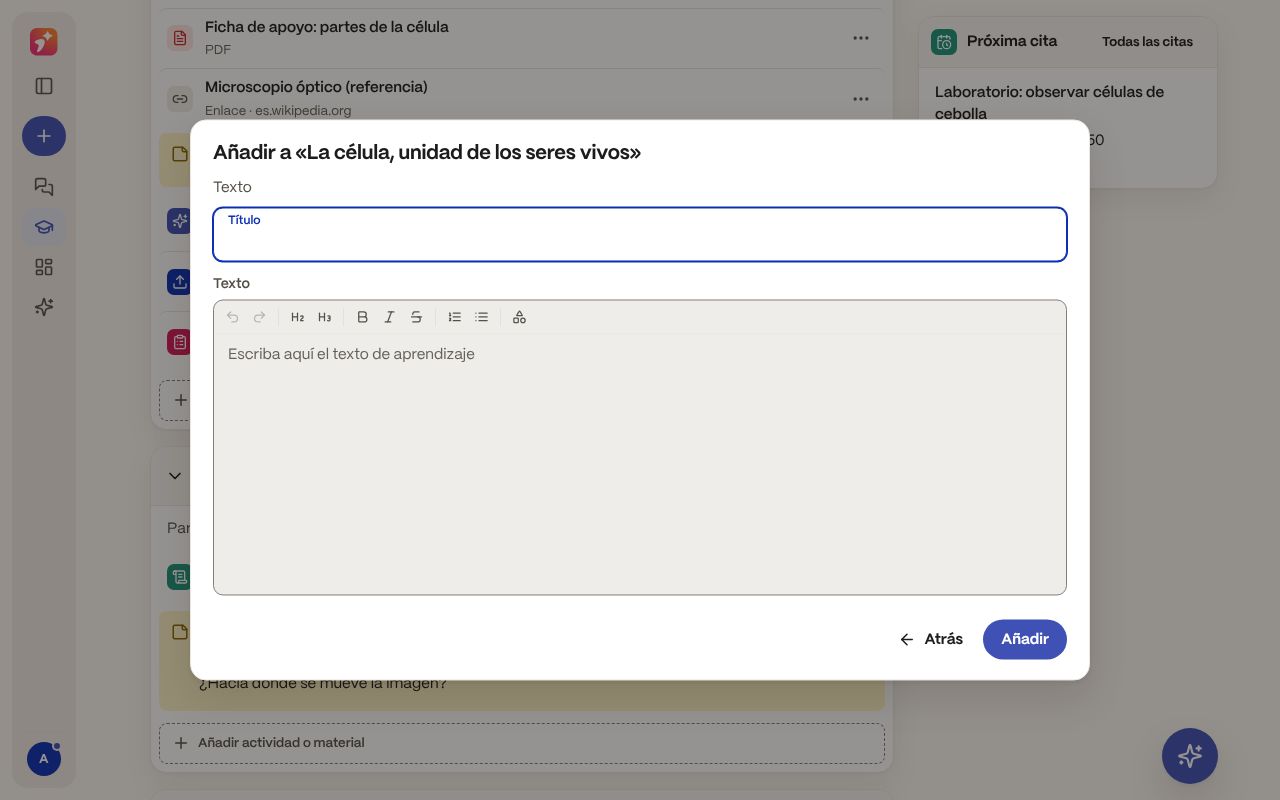 Ficha de apoyo: partes de la célula
PDF
Microscopio óptico (referencia)
Enlace · es.wikipedia.org
Próxima cita
Todas las citas
Laboratorio: observar células de
cebolla
Añadir a «La célula, unidad de los seres vivos»
Texto
Título
Texto
H2
H3
B
I
S
Escriba aquí el texto de aprendizaje
Atrás
Añadir
¿Hacia dónde se mueve la imagen?
Añadir actividad o material
A